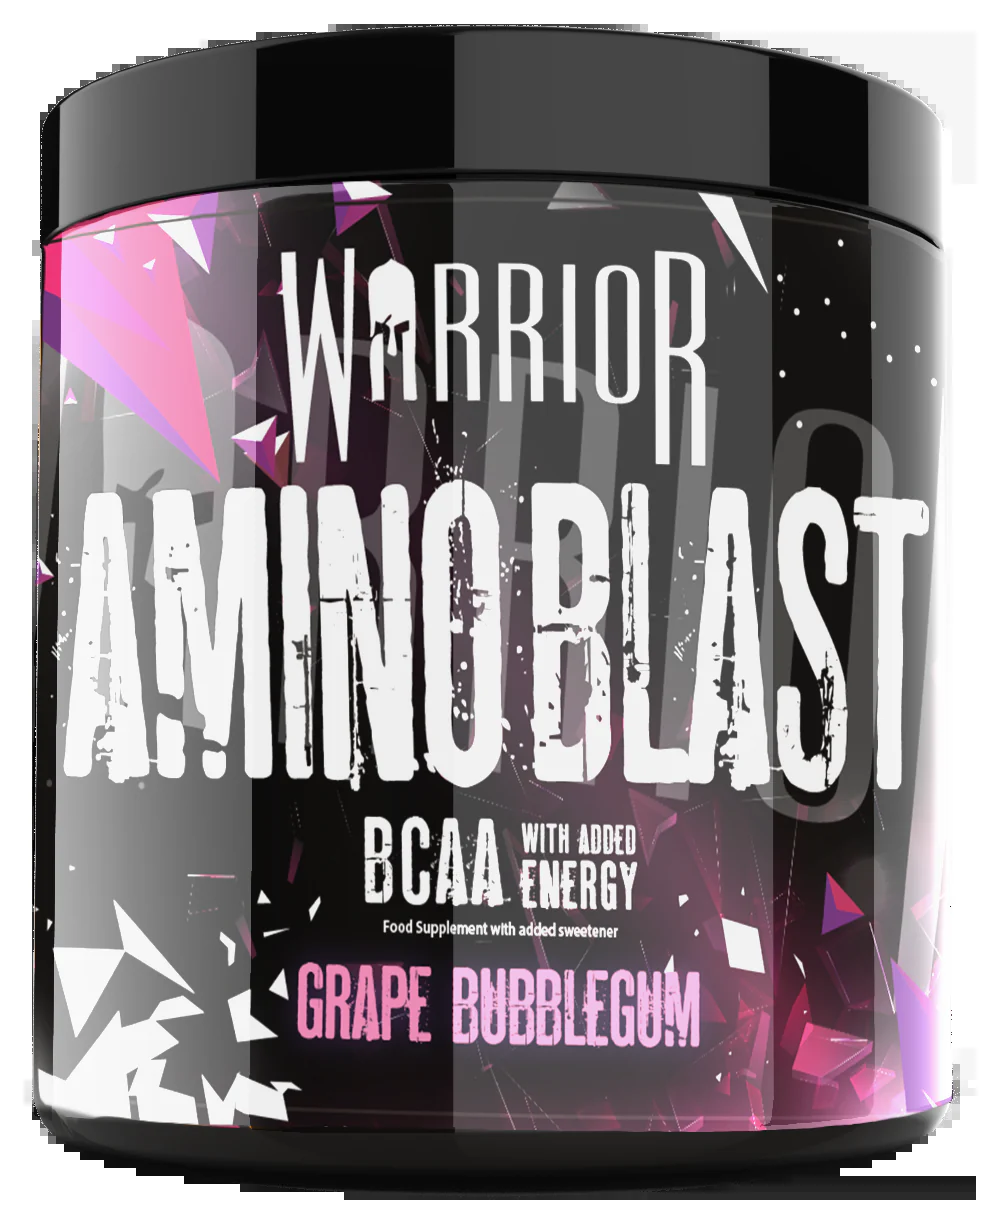 WARRIOR
AMINO BLAST
BCAA WITH ADDED ENERGY
Food Supplement with added sweetener
GRAPE BUBBLEGUM